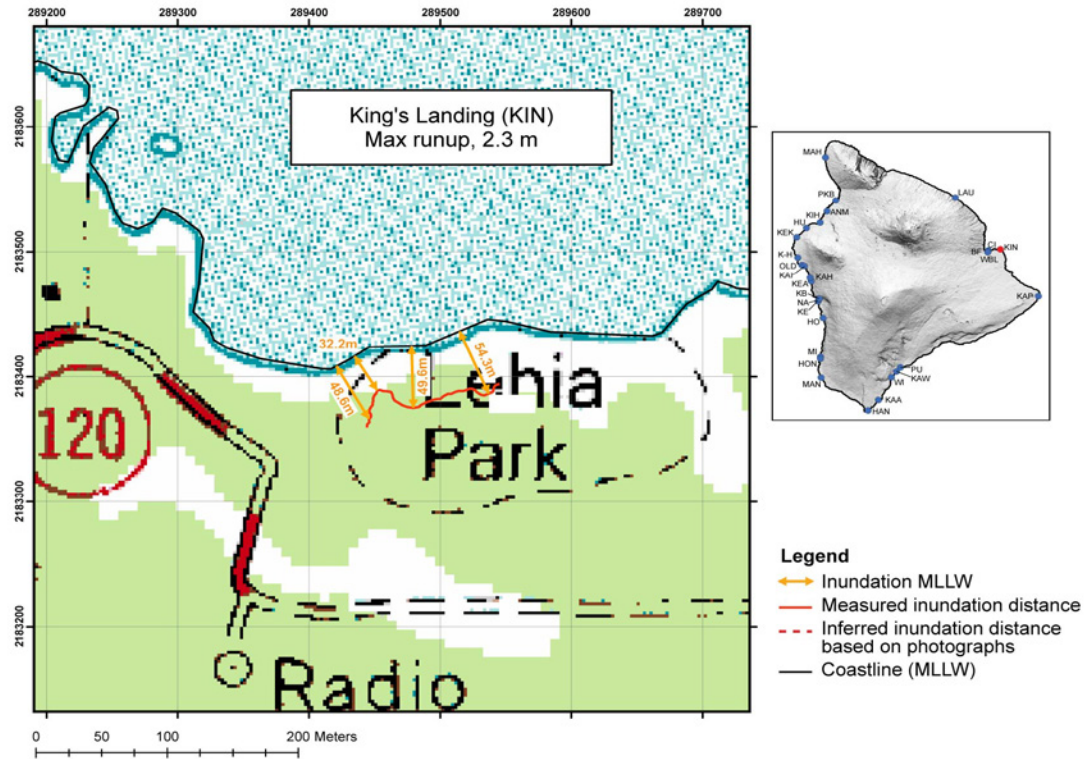 289200
289300
289400
289500
289600
289700
2183600
2183500
2183400
2183300
2183200
King's Landing (KIN)
Max runup, 2.3 m
32.2m
48.6m
49.6m
54.3m
Lehia
Park
120
Radio
0 50 100 200 Meters
MAH
PKB
ANM
KIH
HU
KEK
K-H
OLD
KAI
KAH
KEA
KB
NA
KE
HO
MI
HON
MAN
HAN
KAA
WI
KAW
PU
KAP
LAU
CI
KIN
BF
WBL
Legend
Inundation MLLW
Measured inundation distance
Inferred inundation distance
based on photographs
Coastline (MLLW)